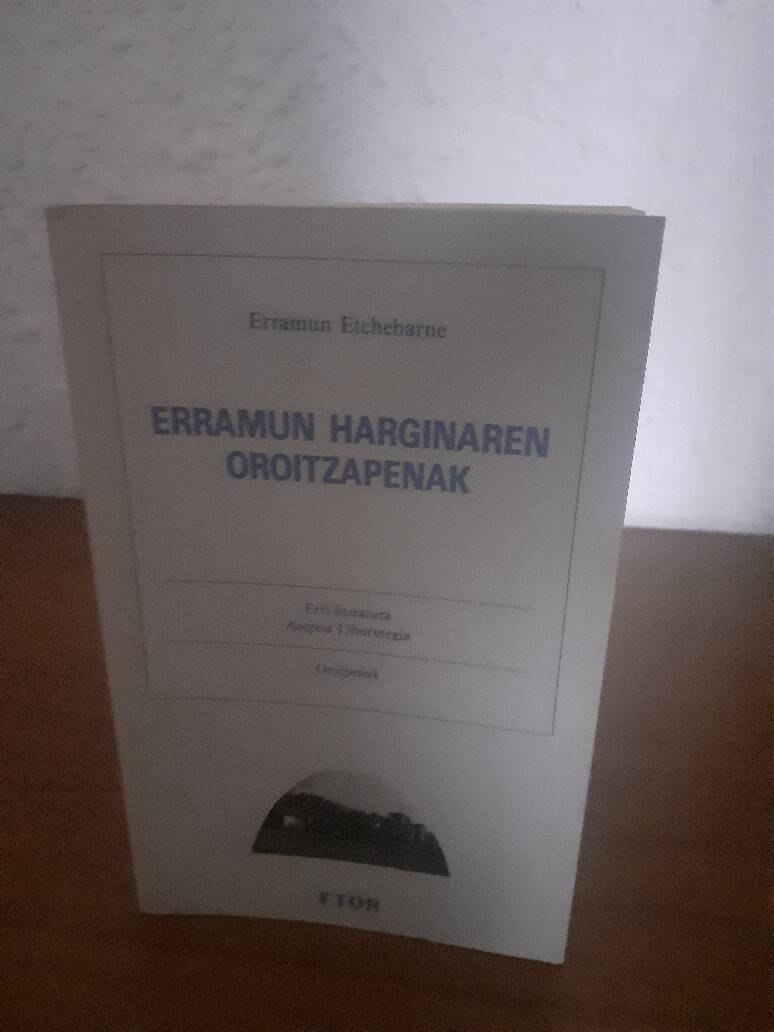 Erramun Etchebarne
ERRAMUN HARGINAREN
OROITZAPENAK
Erri-literatura
Auspoa Liburutegia
Oroipenak
ETOR